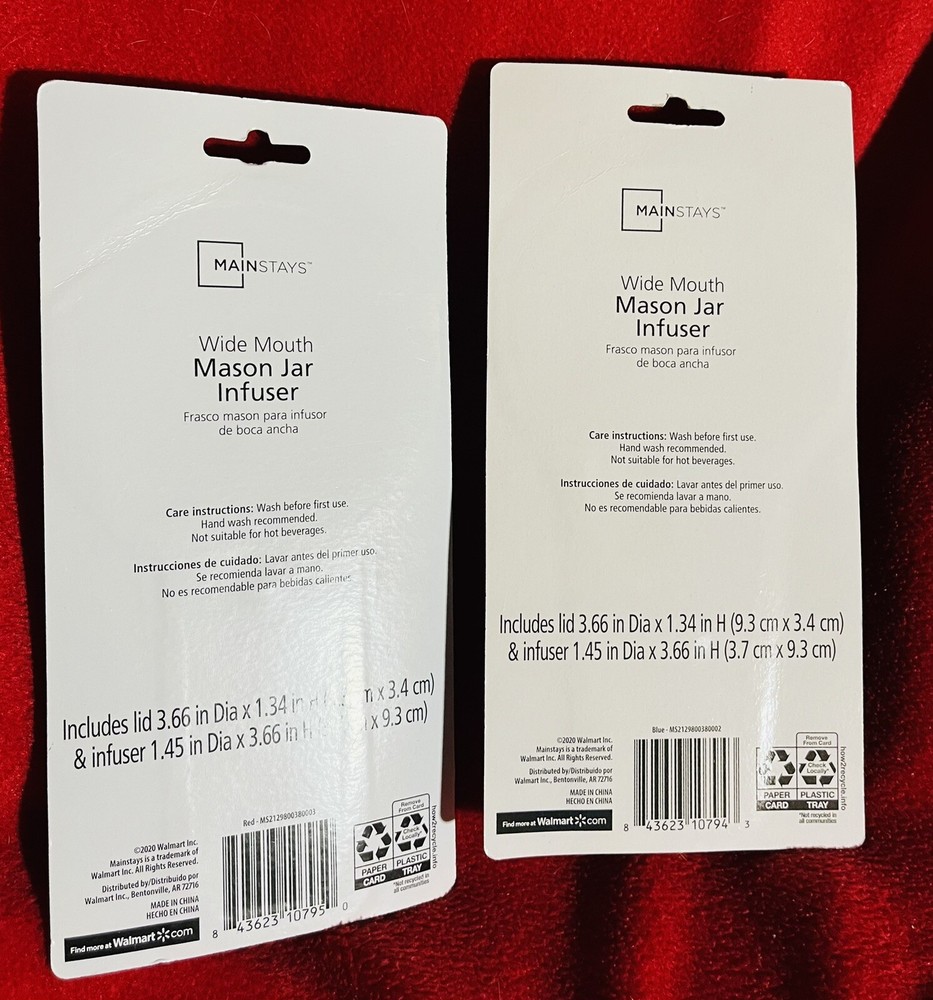 MAINSTAYS™
Wide Mouth
Mason Jar
Infuser
Frasco mason para infusor
de boca ancha
Care instructions: Wash before first use.
Hand wash recommended.
Not suitable for hot beverages.
Instrucciones de cuidado: Lavar antes del primer uso.
Se recomienda lavar a mano.
No es recomendable para bebidas calientes.
Includes lid 3.66 in Dia x 1.34 in x 3.4 cm)
& infuser 1.45 in Dia x 3.66 in H x 9.3 cm)
Red - MS2129800380003
©2020 Walmart Inc.
Mainstays is a trademark of
Walmart Inc. All Rights Reserved.
Distributed by/Distribuido por
Walmart Inc., Bentonville, AR 72716
MADE IN CHINA
HECHO EN CHINA
Find more at Walmart.com
8 43623 10795 0
Remove
From Card
Check
Locally*
PAPER
CARD
PLASTIC
TRAY
*Not recycled in
all communities
how2recycle.info
MAINSTAYS™
Wide Mouth
Mason Jar
Infuser
Frasco mason para infusor
de boca ancha
Care instructions: Wash before first use.
Hand wash recommended.
Not suitable for hot beverages.
Instrucciones de cuidado: Lavar antes del primer uso.
Se recomienda lavar a mano.
No es recomendable para bebidas calientes.
Includes lid 3.66 in Dia x 1.34 in H (9.3 cm x 3.4 cm)
& infuser 1.45 in Dia x 3.66 in H (3.7 cm x 9.3 cm)
Blue - MS2129800380002
©2020 Walmart Inc.
Mainstays is a trademark of
Walmart Inc. All Rights Reserved.
Distributed by/Distribuido por
Walmart Inc., Bentonville, AR 72716
MADE IN CHINA
HECHO EN CHINA
Find more at Walmart.com
8 43623 10794 3
Remove
From Card
Check
Locally*
PAPER
CARD
PLASTIC
TRAY
*Not recycled in
all communities
how2recycle.info